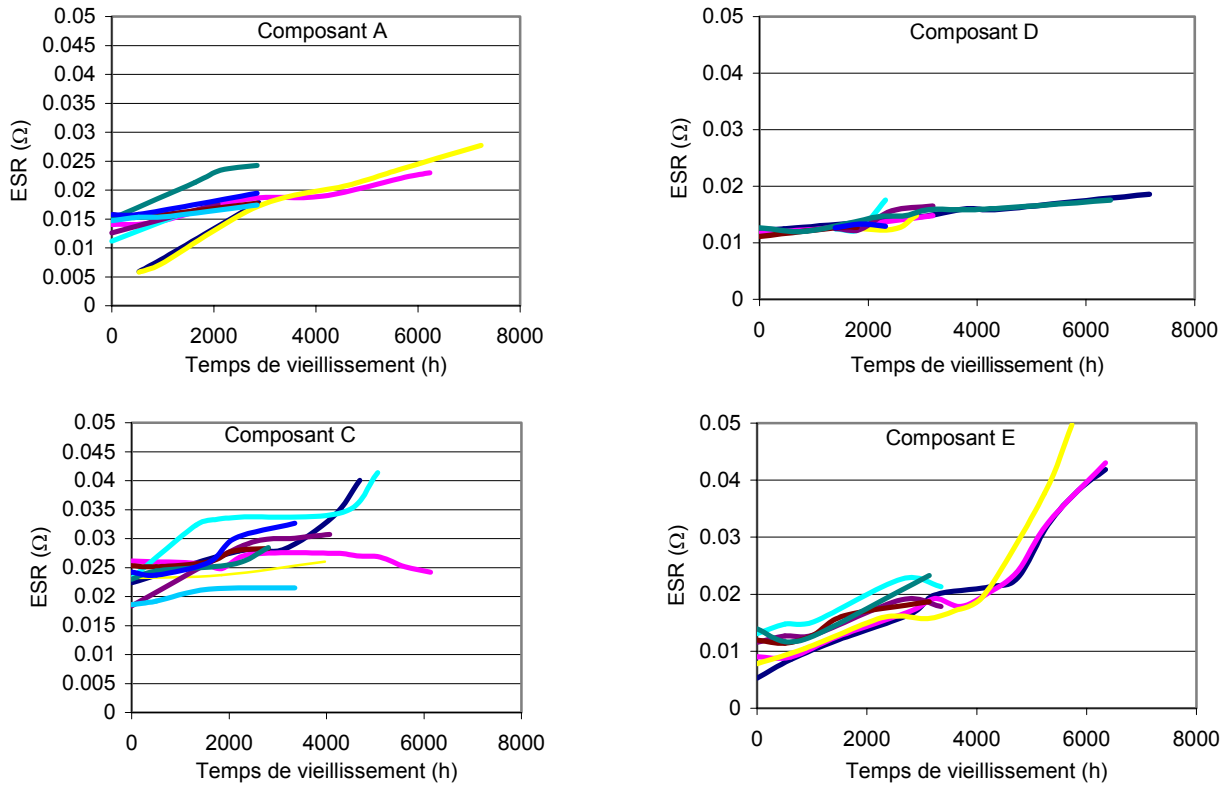 Composant A
ESR (Ω)
0.05
0.045
0.04
0.035
0.03
0.025
0.02
0.015
0.01
0.005
0
0 2000 4000 6000 8000
Temps de vieillissement (h)
Composant D
ESR (Ω)
0.05
0.04
0.03
0.02
0.01
0
0 2000 4000 6000 8000
Temps de vieillissement (h)
Composant C
ESR (Ω)
0.05
0.045
0.04
0.035
0.03
0.025
0.02
0.015
0.01
0.005
0
0 2000 4000 6000 8000
Temps de vieillissement (h)
Composant E
ESR (Ω)
0.05
0.04
0.03
0.02
0.01
0
0 2000 4000 6000 8000
Temps de vieillissement (h)